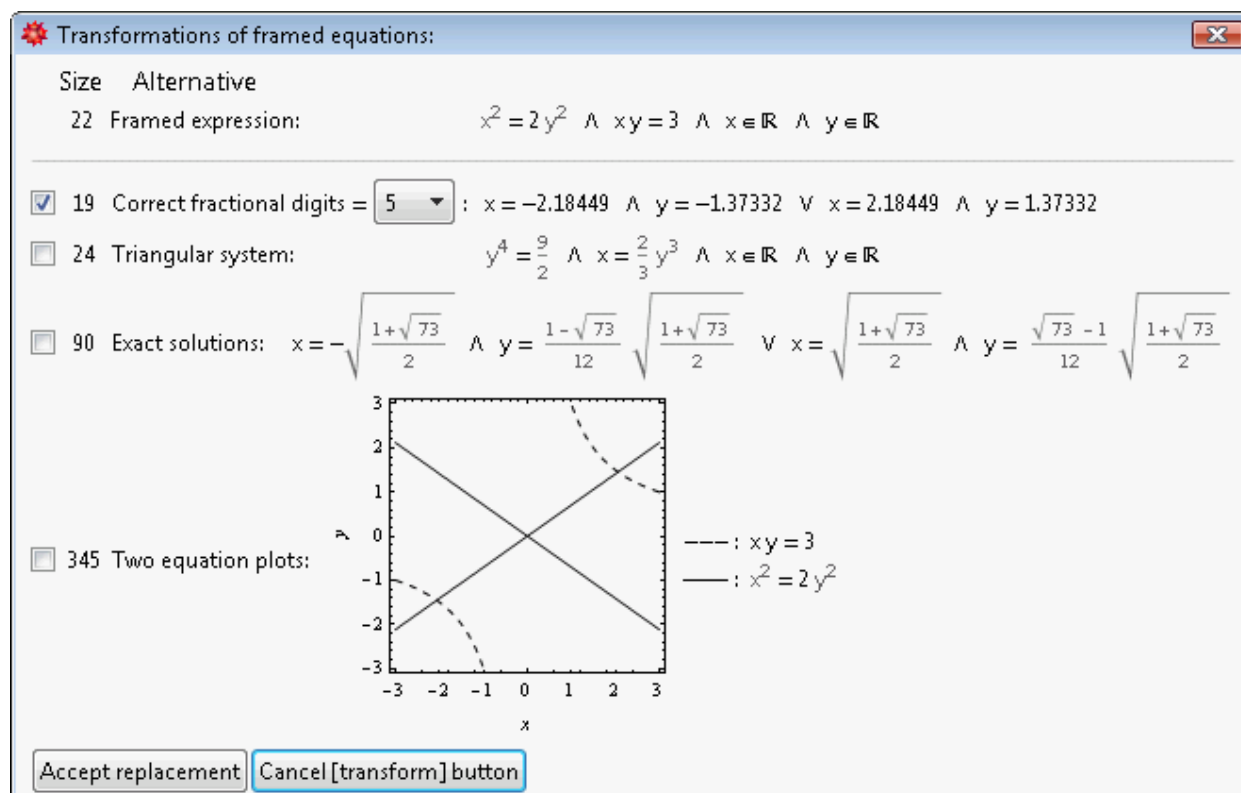 Transformations of framed equations:
Size Alternative
22 Framed expression: x² = 2 y² ∧ x y = 3 ∧ x ∈ ℝ ∧ y ∈ ℝ
19 Correct fractional digits = 5 : x = −2.18449 ∧ y = −1.37332 ∨ x = 2.18449 ∧ y = 1.37332
24 Triangular system: y⁴ = 9/2 ∧ x = 2/3 y³ ∧ x ∈ ℝ ∧ y ∈ ℝ
90 Exact solutions: x = −√((1+√73)/2) ∧ y = (1−√73)/12 √((1+√73)/2) ∨ x = √((1+√73)/2) ∧ y = (√73 −1)/12 √((1+√73)/2)
345 Two equation plots:
3
2
1
0
−1
−2
−3
y
−3 −2 −1 0 1 2 3
x
: x y = 3
: x² = 2 y²
Accept replacement Cancel [transform] button